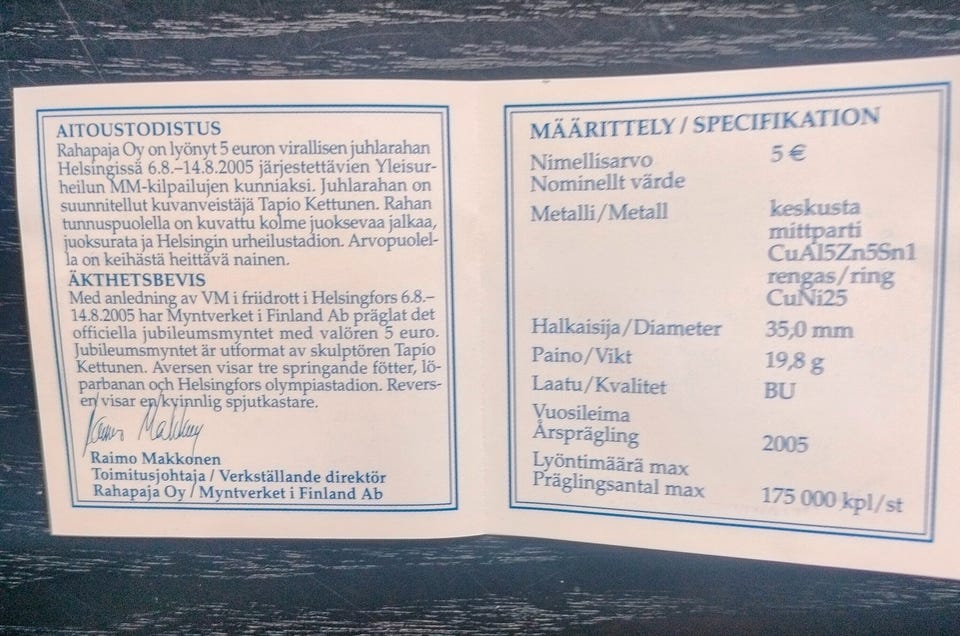 AITOUSTODISTUS
Rahapaja Oy on lyönyt 5 euron virallisen juhlarahan
Helsingissä 6.8.–14.8.2005 järjestettävien Yleisur-
heilun MM-kilpailujen kunniaksi. Juhlarahan on
suunnitellut kuvanveistäjä Tapio Kettunen. Rahan
tunnuspuolella on kuvattu kolme juoksevaa jalkaa,
juoksurata ja Helsingin urheilustadion. Arvopuolel-
la on keihästä heittävä nainen.
ÄKTHETSBEVIS
Med anledning av VM i friidrott i Helsingfors 6.8.–
14.8.2005 har Myntverket i Finland Ab präglat det
officiella jubileumsmyntet med valören 5 euro.
Jubileumsmyntet är utformat av skulptören Tapio
Kettunen. Aversen visar tre springande fötter, lö-
parbanan och Helsingfors olympiastadion. Revers-
en visar en kvinnlig spjutkastare.
Raimo Makkonen
Raimo Makkonen
Toimitusjohtaja / Verkställande direktör
Rahapaja Oy / Myntverket i Finland Ab
MÄÄRITTELY / SPECIFIKATION
Nimellisarvo 5 €
Nominellt värde
Metalli/Metall keskusta
mittparti
CuAl5Zn5Sn1
rengas/ring
CuNi25
Halkaisija/Diameter 35,0 mm
Paino/Vikt 19,8 g
Laatu/Kvalitet BU
Vuosileima
Årsprägling 2005
Lyöntimäärä max
Präglingsantal max 175 000 kpl/st